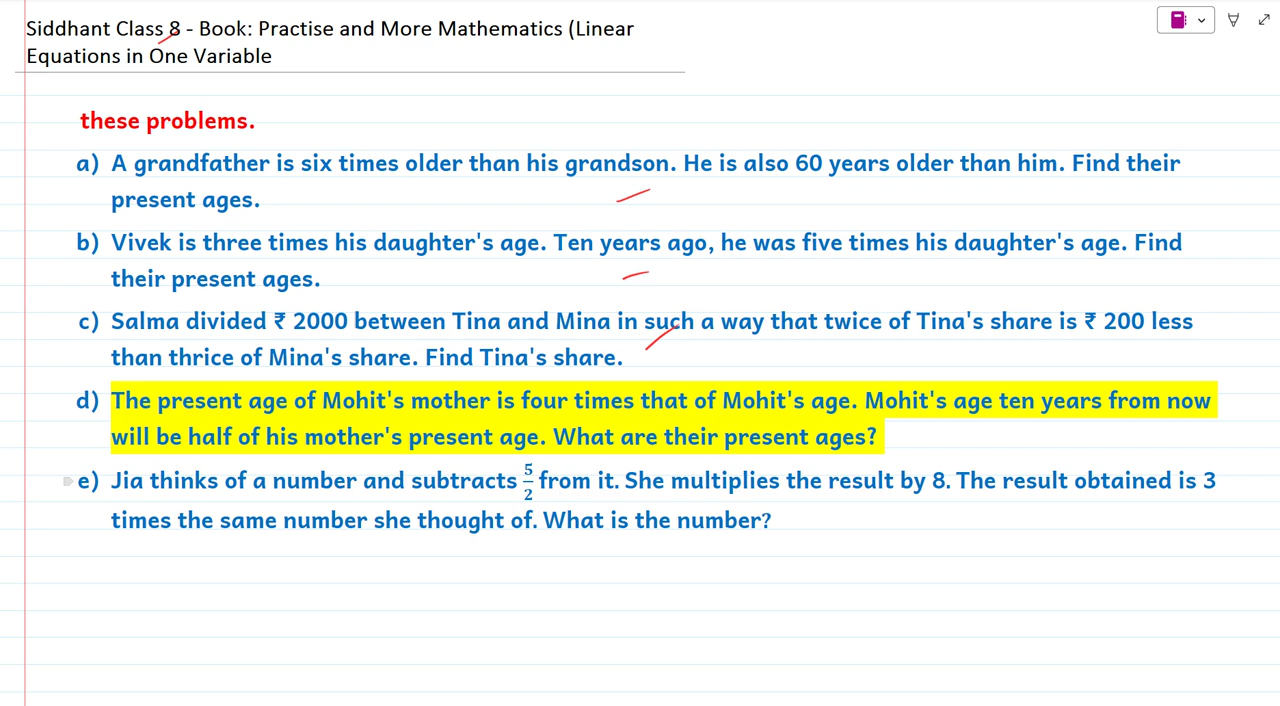 Siddhant Class 8 - Book: Practise and More Mathematics (Linear
Equations in One Variable
these problems.
a) A grandfather is six times older than his grandson. He is also 60 years older than him. Find their
present ages.
b) Vivek is three times his daughter's age. Ten years ago, he was five times his daughter's age. Find
their present ages.
c) Salma divided ₹ 2000 between Tina and Mina in such a way that twice of Tina's share is ₹ 200 less
than thrice of Mina's share. Find Tina's share.
d) The present age of Mohit's mother is four times that of Mohit's age. Mohit's age ten years from now
will be half of his mother's present age. What are their present ages?
e) Jia thinks of a number and subtracts 5/2 from it. She multiplies the result by 8. The result obtained is 3
times the same number she thought of. What is the number?